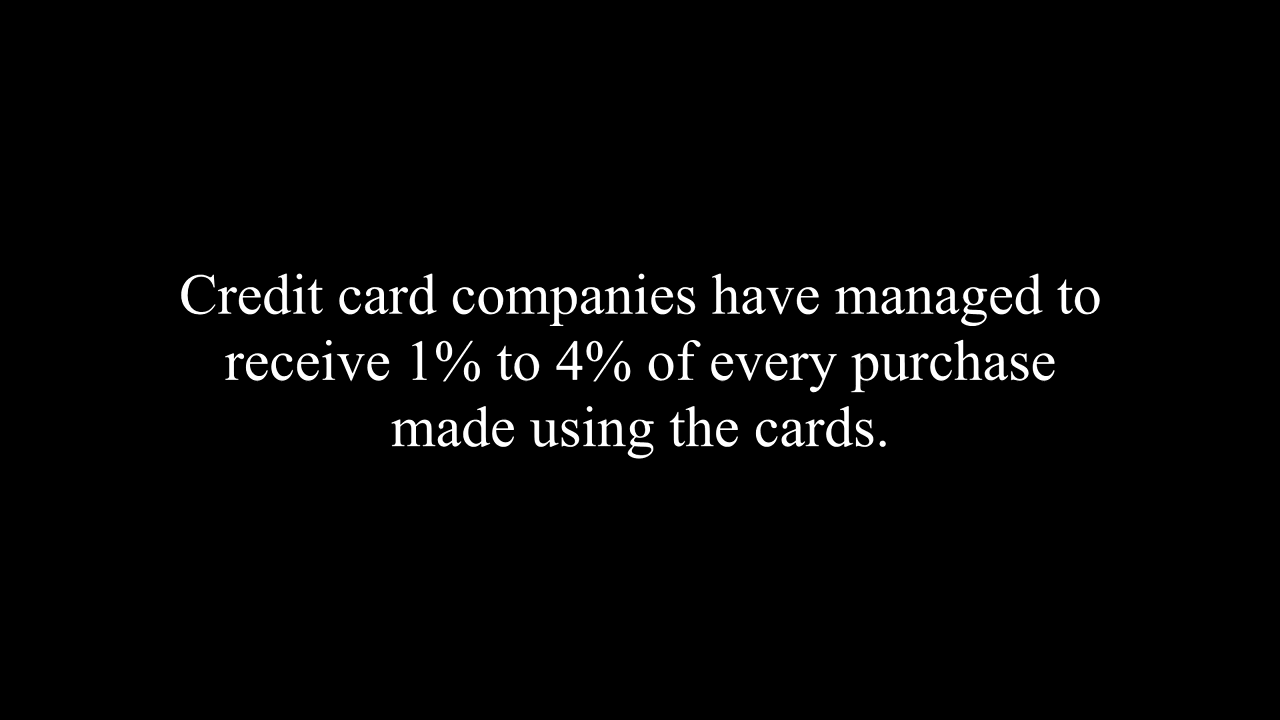 Credit card companies have managed to
receive 1% to 4% of every purchase
made using the cards.